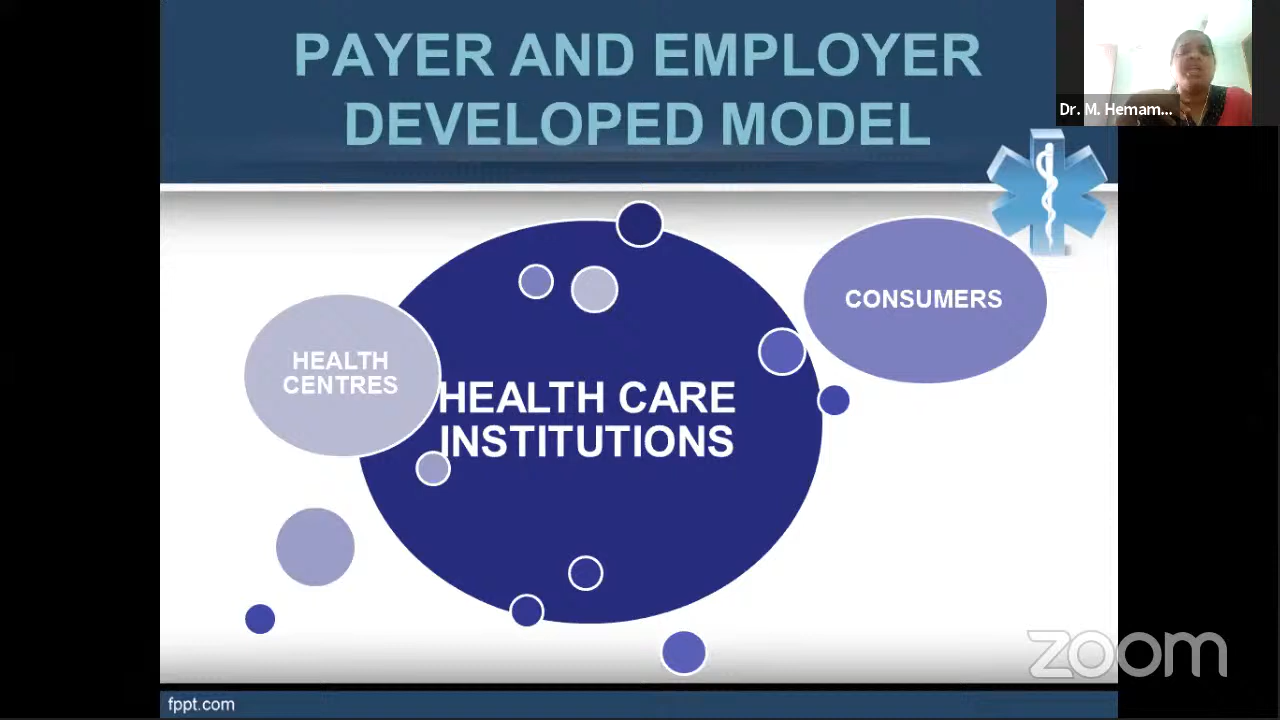 PAYER AND EMPLOYER
DEVELOPED MODEL
Dr. M. Hemam...
HEALTH
CENTRES
HEALTH CARE
INSTITUTIONS
CONSUMERS
zoom
fppt.com